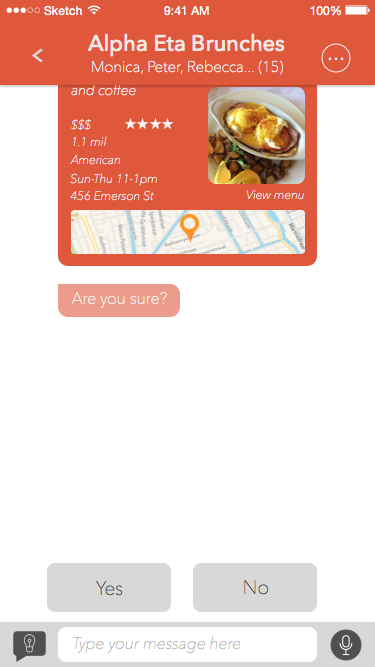 Sketch 9:41 AM 100%
Alpha Eta Brunches
Monica, Peter, Rebecca... (15)
and coffee
$$$ ★★★★
1.1 mil
American
Sun-Thu 11-1pm
456 Emerson St View menu
Are you sure?
Yes No
Type your message here